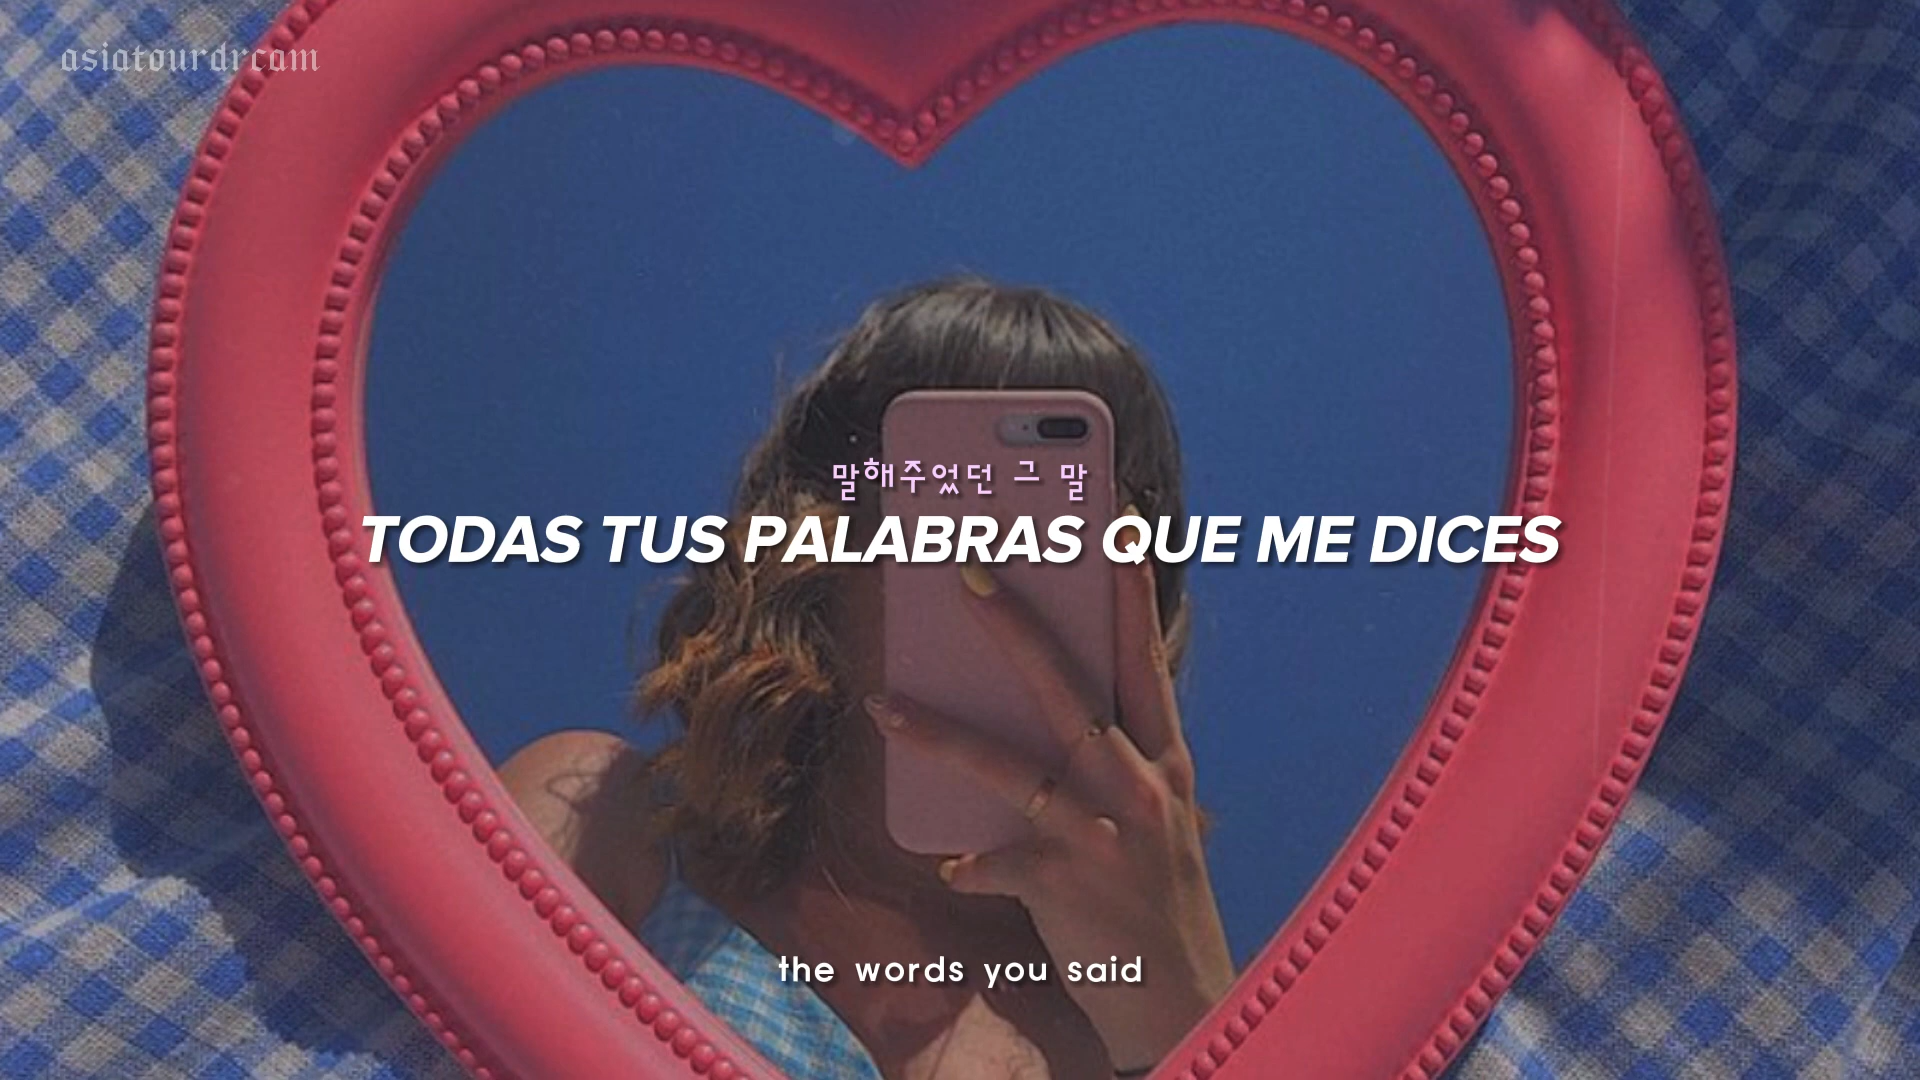 asiatourdream
말해주었던 그 말
TODAS TUS PALABRAS QUE ME DICES
the words you said